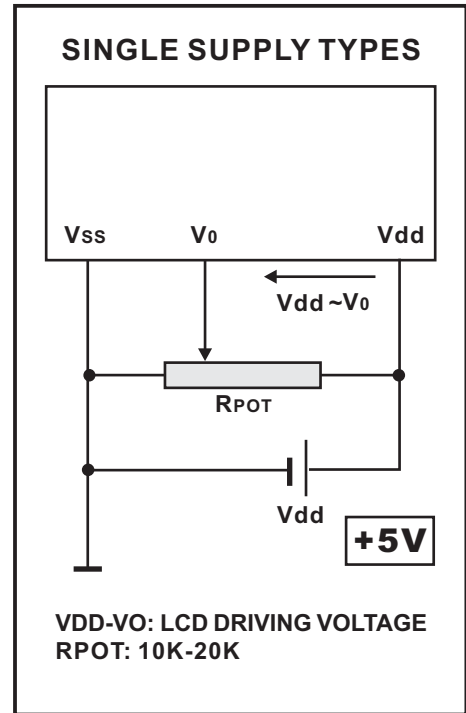 SINGLE SUPPLY TYPES
VSS V0 Vdd
Vdd ~V0
RPOT
Vdd
+5V
VDD-VO: LCD DRIVING VOLTAGE
RPOT: 10K-20K